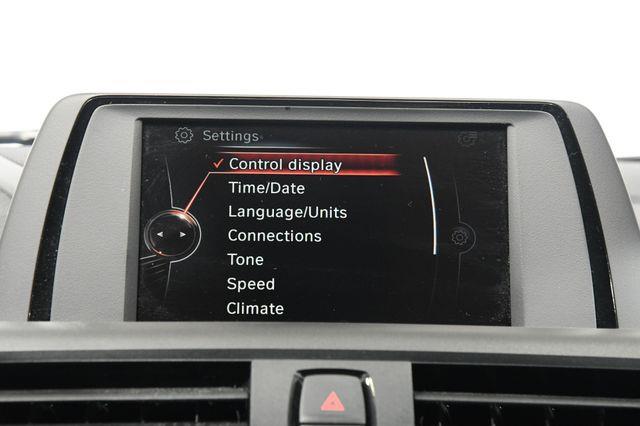 Settings
Control display
Time/Date
Language/Units
Connections
Tone
Speed
Climate